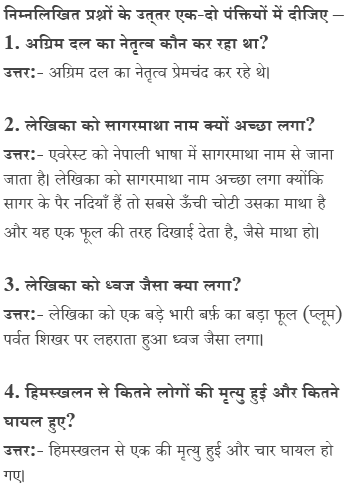 निम्नलिखित प्रश्नों के उत्तर एक-दो पंक्तियों में दीजिए –
1. अग्रिम दल का नेतृत्व कौन कर रहा था?
उत्तर:- अग्रिम दल का नेतृत्व प्रेमचंद कर रहे थे।
2. लेखिका को सागरमाथा नाम क्यों अच्छा लगा?
उत्तर:- एवरेस्ट को नेपाली भाषा में सागरमाथा नाम से जाना
जाता है। लेखिका को सागरमाथा नाम अच्छा लगा क्योंकि
सागर के पैर नदियाँ हैं तो सबसे ऊँची चोटी उसका माथा है
और यह एक फूल की तरह दिखाई देता है, जैसे माथा हो।
3. लेखिका को ध्वज जैसा क्या लगा?
उत्तर:- लेखिका को एक बड़े भारी बर्फ़ का बड़ा फूल (प्लूम)
पर्वत शिखर पर लहराता हुआ ध्वज जैसा लगा।
4. हिमस्खलन से कितने लोगों की मृत्यु हुई और कितने
घायल हुए?
उत्तर:- हिमस्खलन से एक की मृत्यु हुई और चार घायल हो
गए।